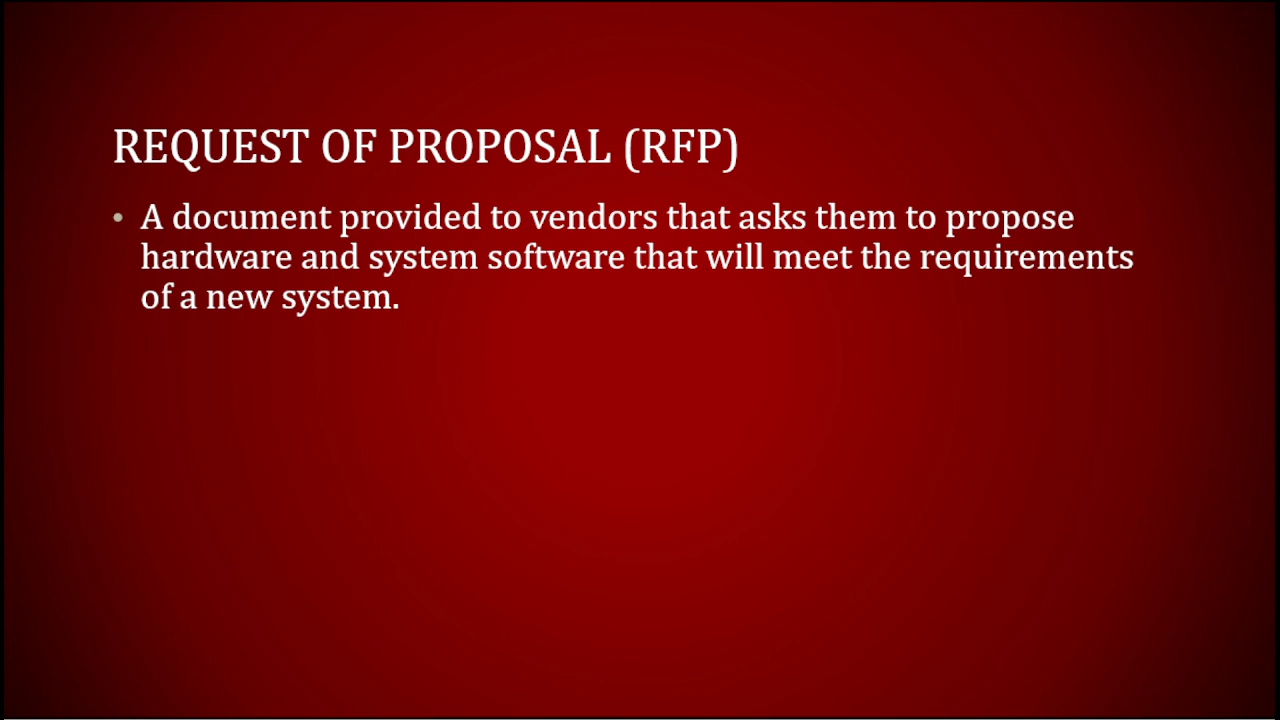 REQUEST OF PROPOSAL (RFP)
• A document provided to vendors that asks them to propose
hardware and system software that will meet the requirements
of a new system.